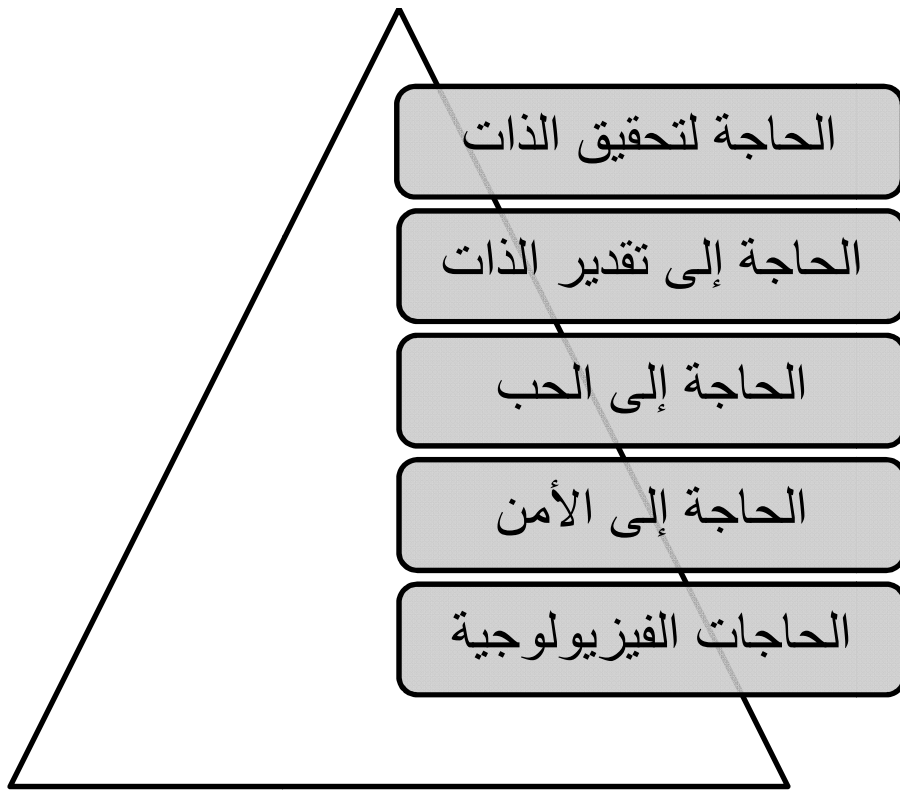 الحاجة لتحقيق الذات
الحاجة إلى تقدير الذات
الحاجة إلى الحب
الحاجة إلى الأمن
الحاجات الفيزيولوجية